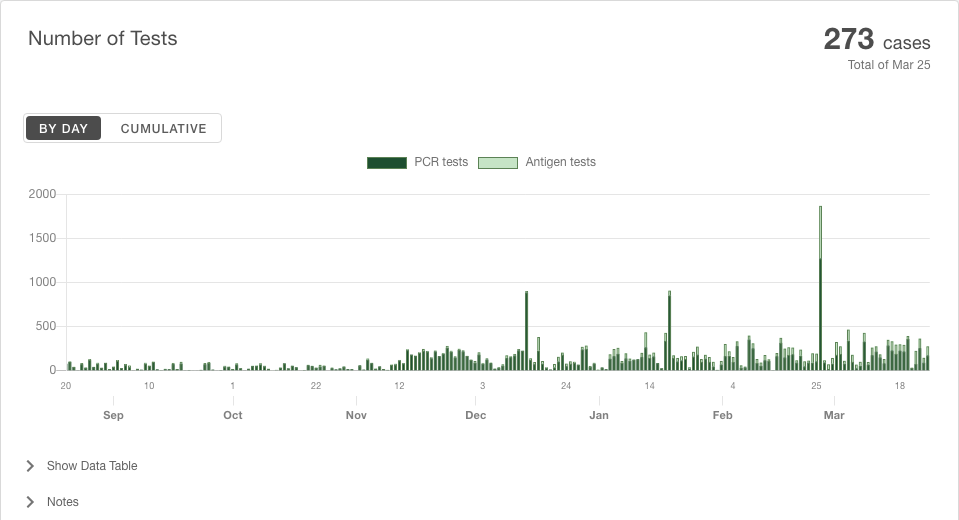 Number of Tests
273 cases
Total of Mar 25
BY DAY CUMULATIVE
PCR tests Antigen tests
2000
1500
1000
500
0
20 10 1 22 12 3 24 14 4 25 18
Sep Oct Nov Dec Jan Feb Mar
Show Data Table
Notes